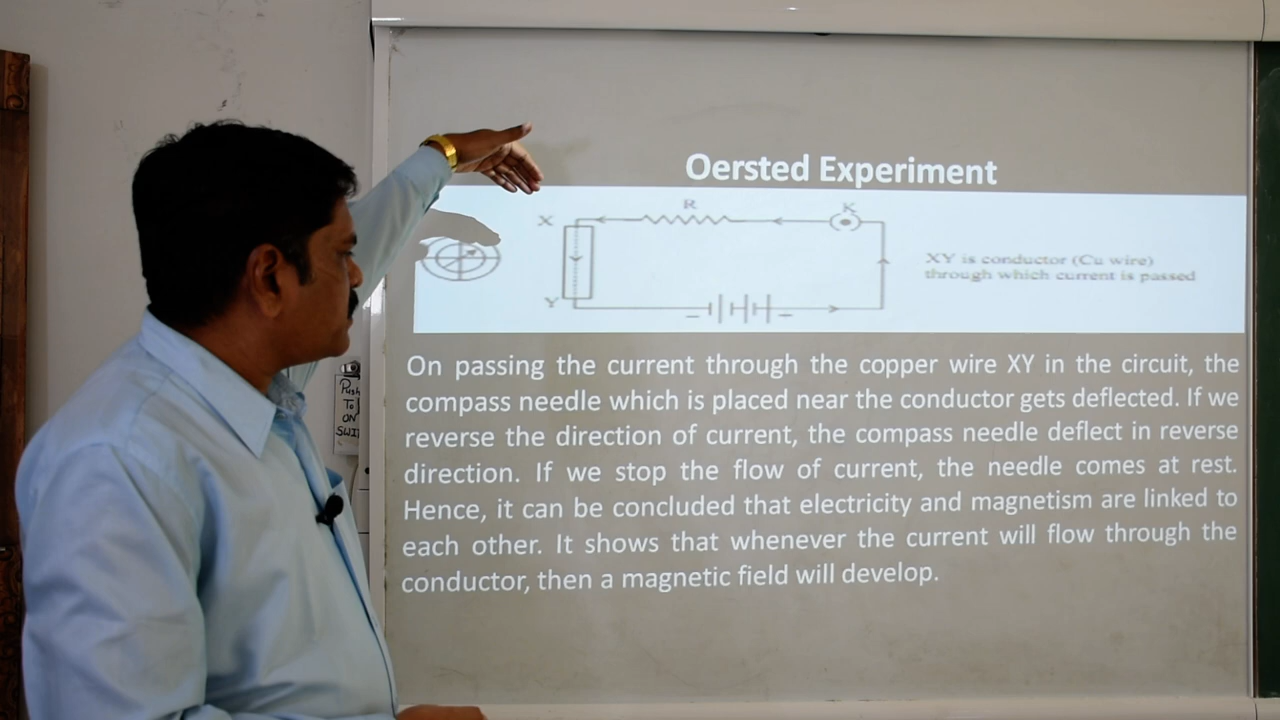 Oersted Experiment
R
K
X
XY is conductor (Cu wire)
through which current is passed
Y
On passing the current through the copper wire XY in the circuit, the
compass needle which is placed near the conductor gets deflected. If we
reverse the direction of current, the compass needle deflect in reverse
direction. If we stop the flow of current, the needle comes at rest.
Hence, it can be concluded that electricity and magnetism are linked to
each other. It shows that whenever the current will flow through the
conductor, then a magnetic field will develop.
Push
To
ON